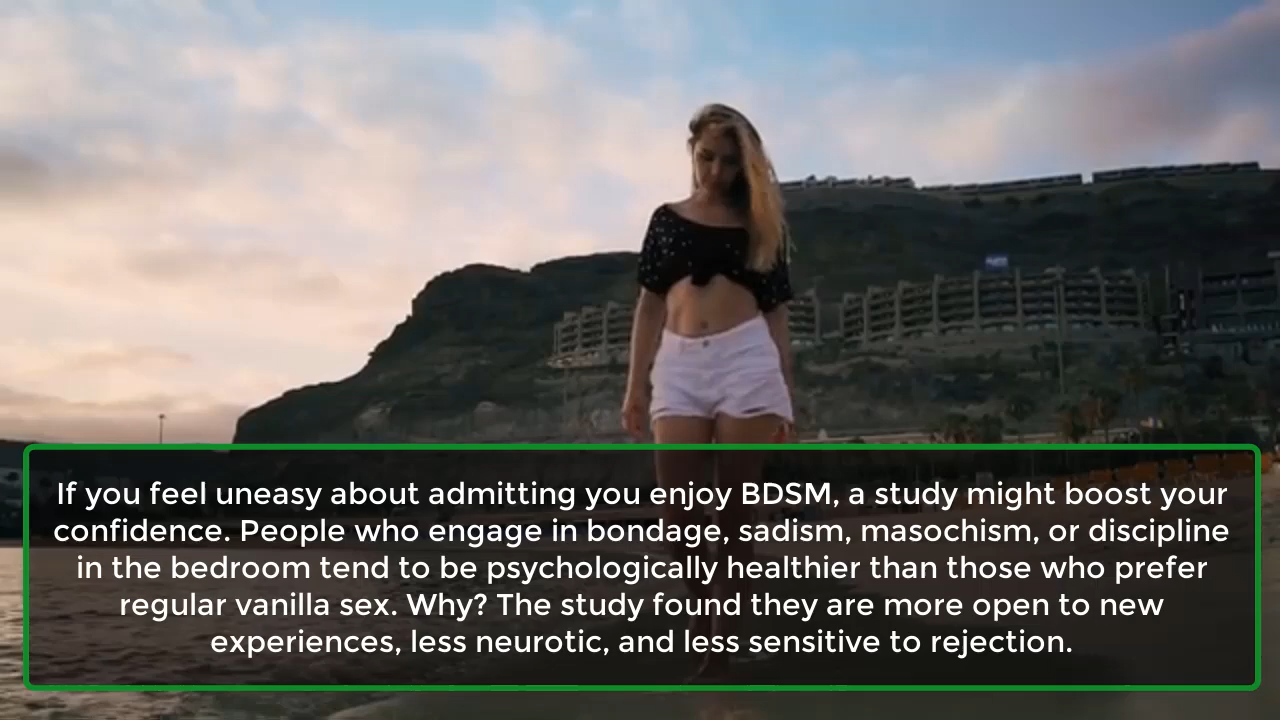 If you feel uneasy about admitting you enjoy BDSM, a study might boost your
confidence. People who engage in bondage, sadism, masochism, or discipline
in the bedroom tend to be psychologically healthier than those who prefer
regular vanilla sex. Why? The study found they are more open to new
experiences, less neurotic, and less sensitive to rejection.